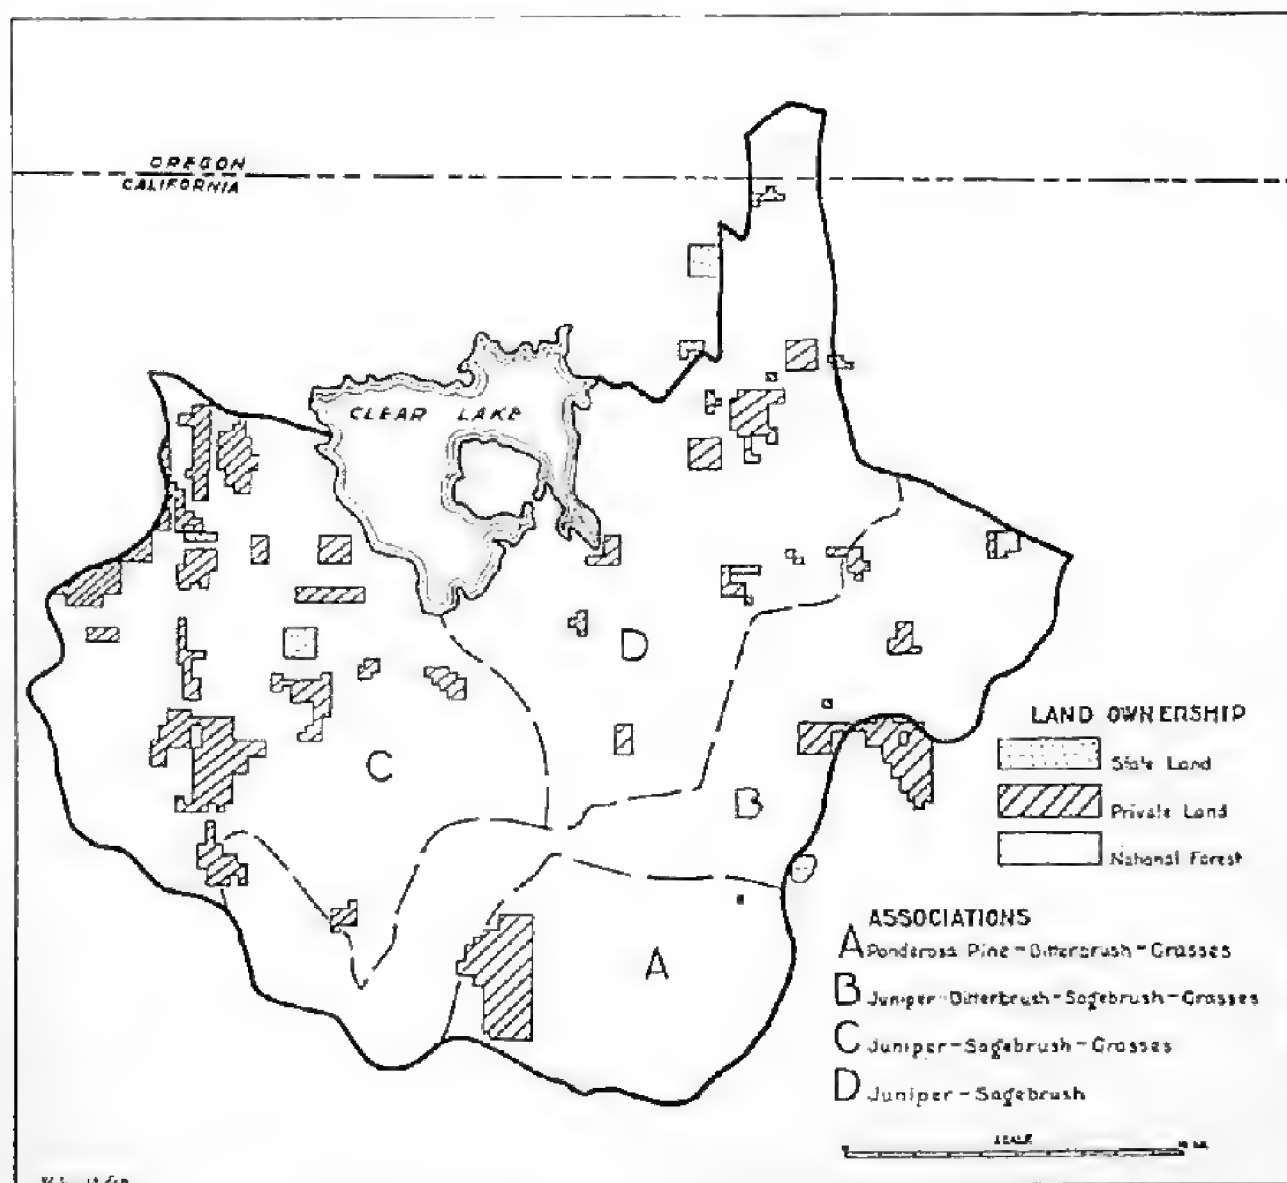 OREGON
CALIFORNIA
CLEAR LAKE
D
C
B
A
LAND OWNERSHIP
State Land
Private Land
National Forest
ASSOCIATIONS
A Ponderosa Pine-Bitterbrush-Grasses
B Juniper-Bitterbrush-Sagebrush-Grasses
C Juniper-Sagebrush-Grasses
D Juniper-Sagebrush
SCALE